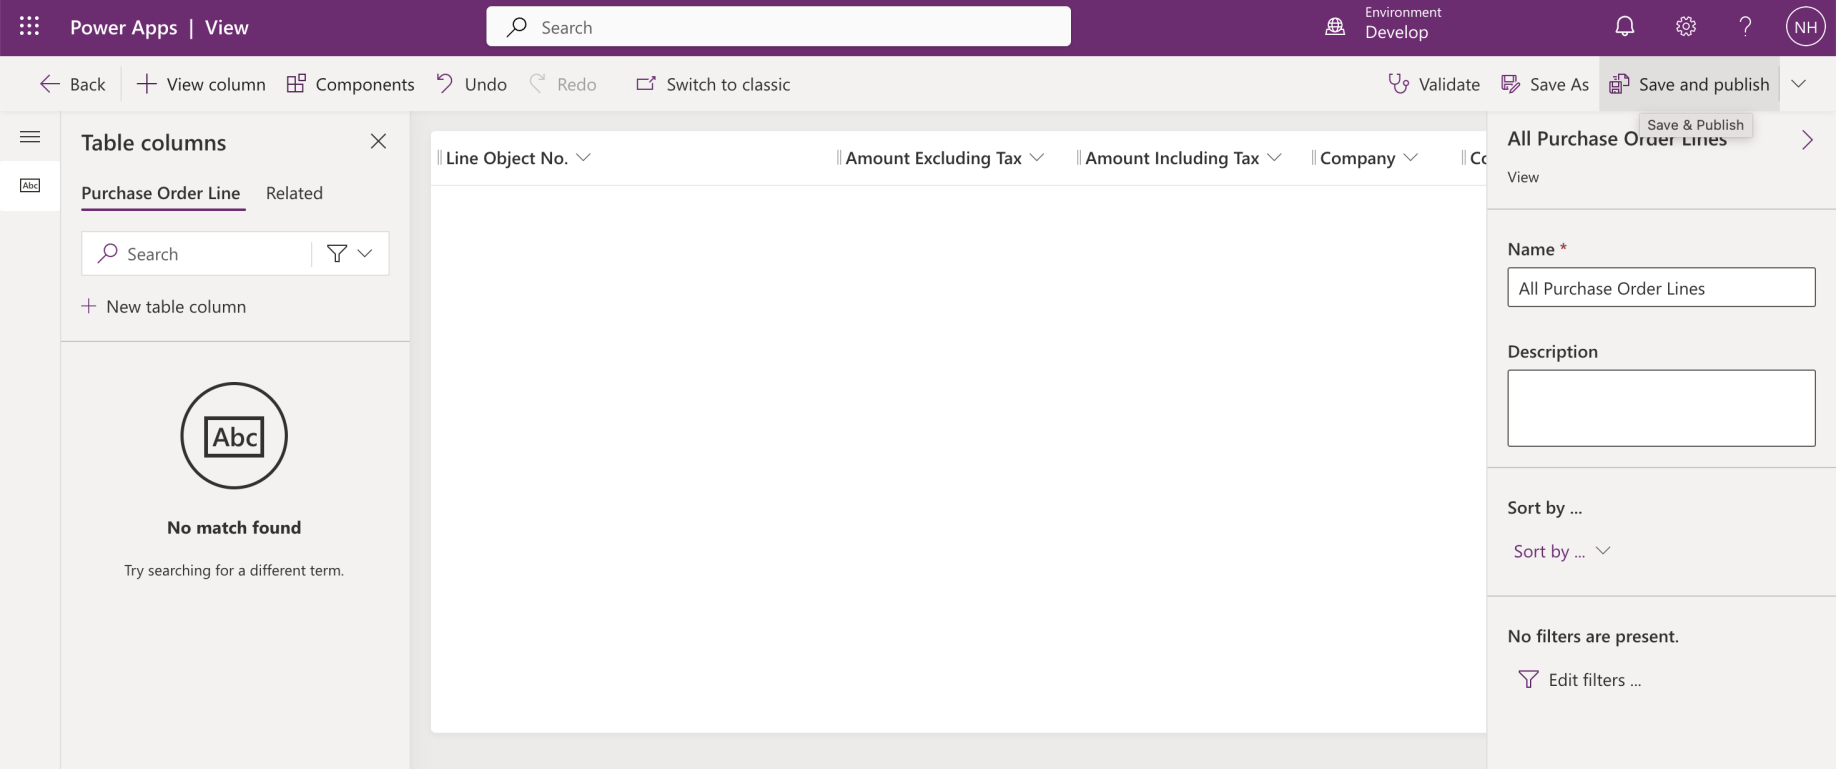 Power Apps | View
Search
Environment
Develop
NH
Back
View column
Components
Undo
Redo
Switch to classic
Validate
Save As
Save and publish
Save & Publish
Abc
Table columns
Purchase Order Line
Related
Search
New table column
Abc
No match found
Try searching for a different term.
Line Object No.
Amount Excluding Tax
Amount Including Tax
Company
All Purchase Order Lines
View
Name *
All Purchase Order Lines
Description
Sort by ...
Sort by ...
No filters are present.
Edit filters ...